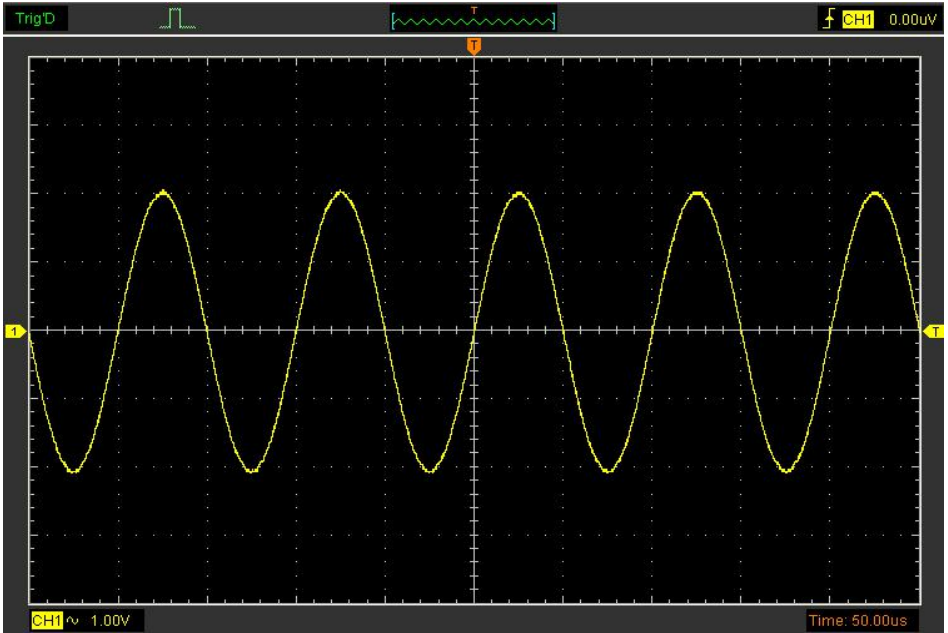 Trig'D
T
CH1 0.00uV
T
1
T
CH1 ~ 1.00V
Time: 50.00us